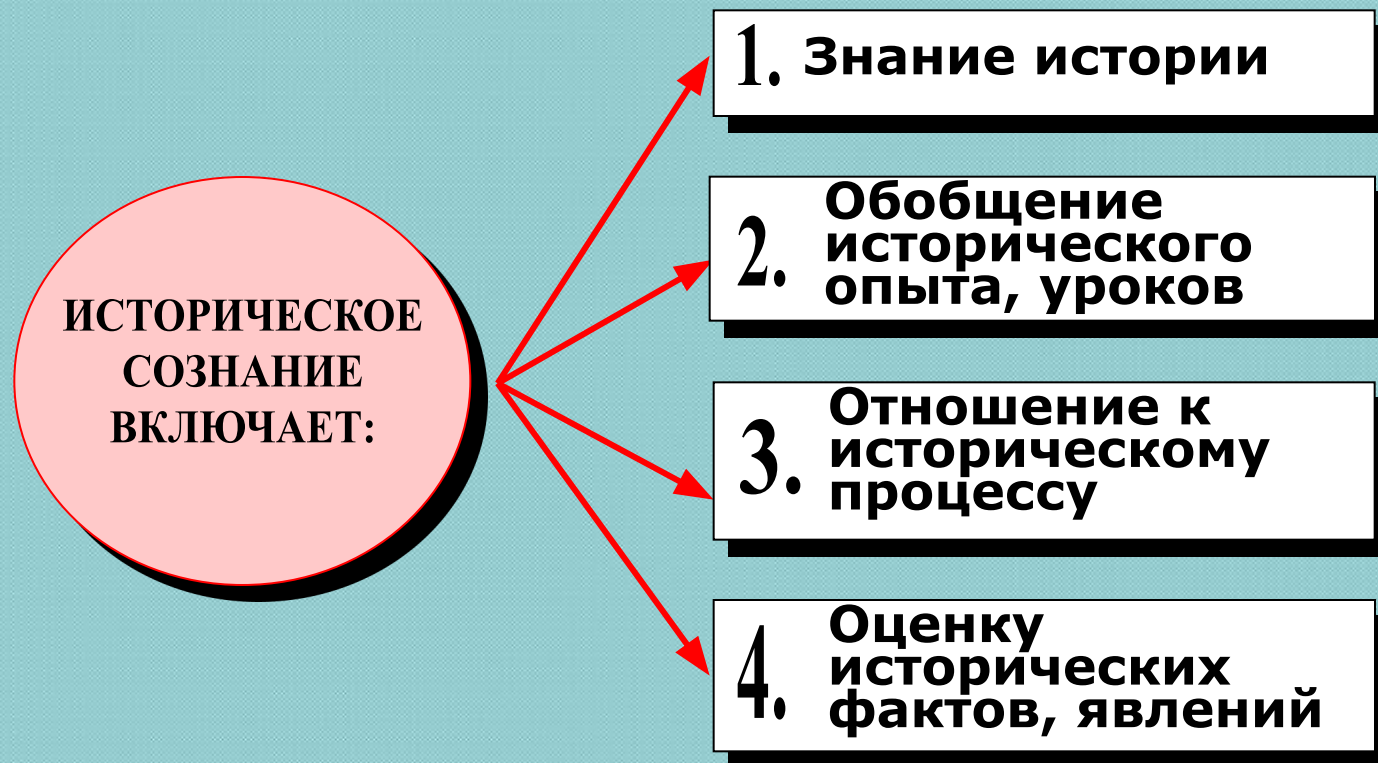 ИСТОРИЧЕСКОЕ
СОЗНАНИЕ
ВКЛЮЧАЕТ:
1. Знание истории
2. Обобщение
исторического
опыта, уроков
3. Отношение к
историческому
процессу
4. Оценку
исторических
фактов, явлений